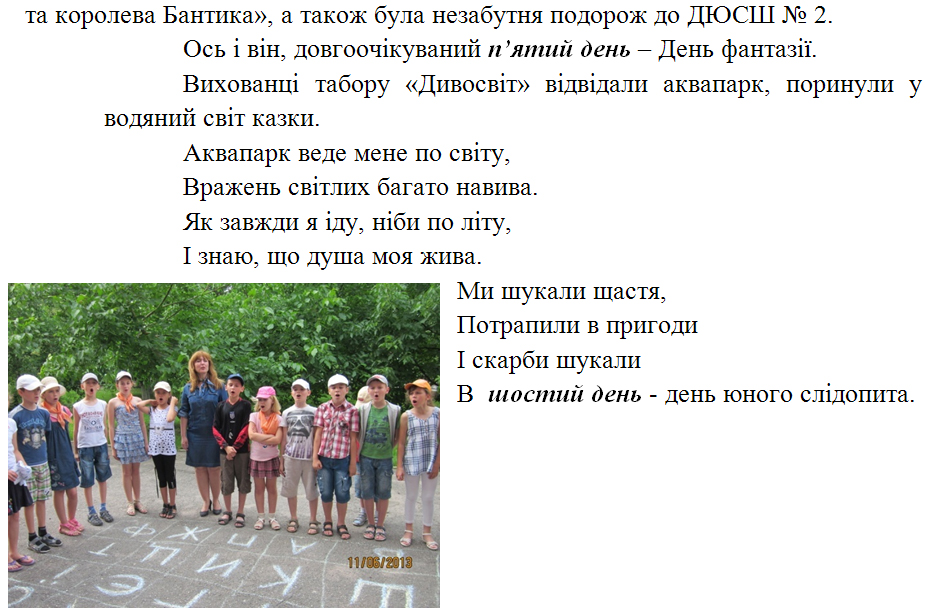 та королева Бантика», а також була незабутня подорож до ДЮСШ № 2.
Ось і він, довгоочікуваний п’ятий день – День фантазії.
Вихованці табору «Дивосвіт» відвідали аквапарк, поринули у
водяний світ казки.
Аквапарк веде мене по світу,
Вражень світлих багато навива.
Як завжди я іду, ніби по літу,
І знаю, що душа моя жива.
Ми шукали щастя,
Потрапили в пригоди
І скарби шукали
В шостий день - день юного слідопита.
Ф Ж П А
Т Ц И
І Є К Ш
11/06/2013